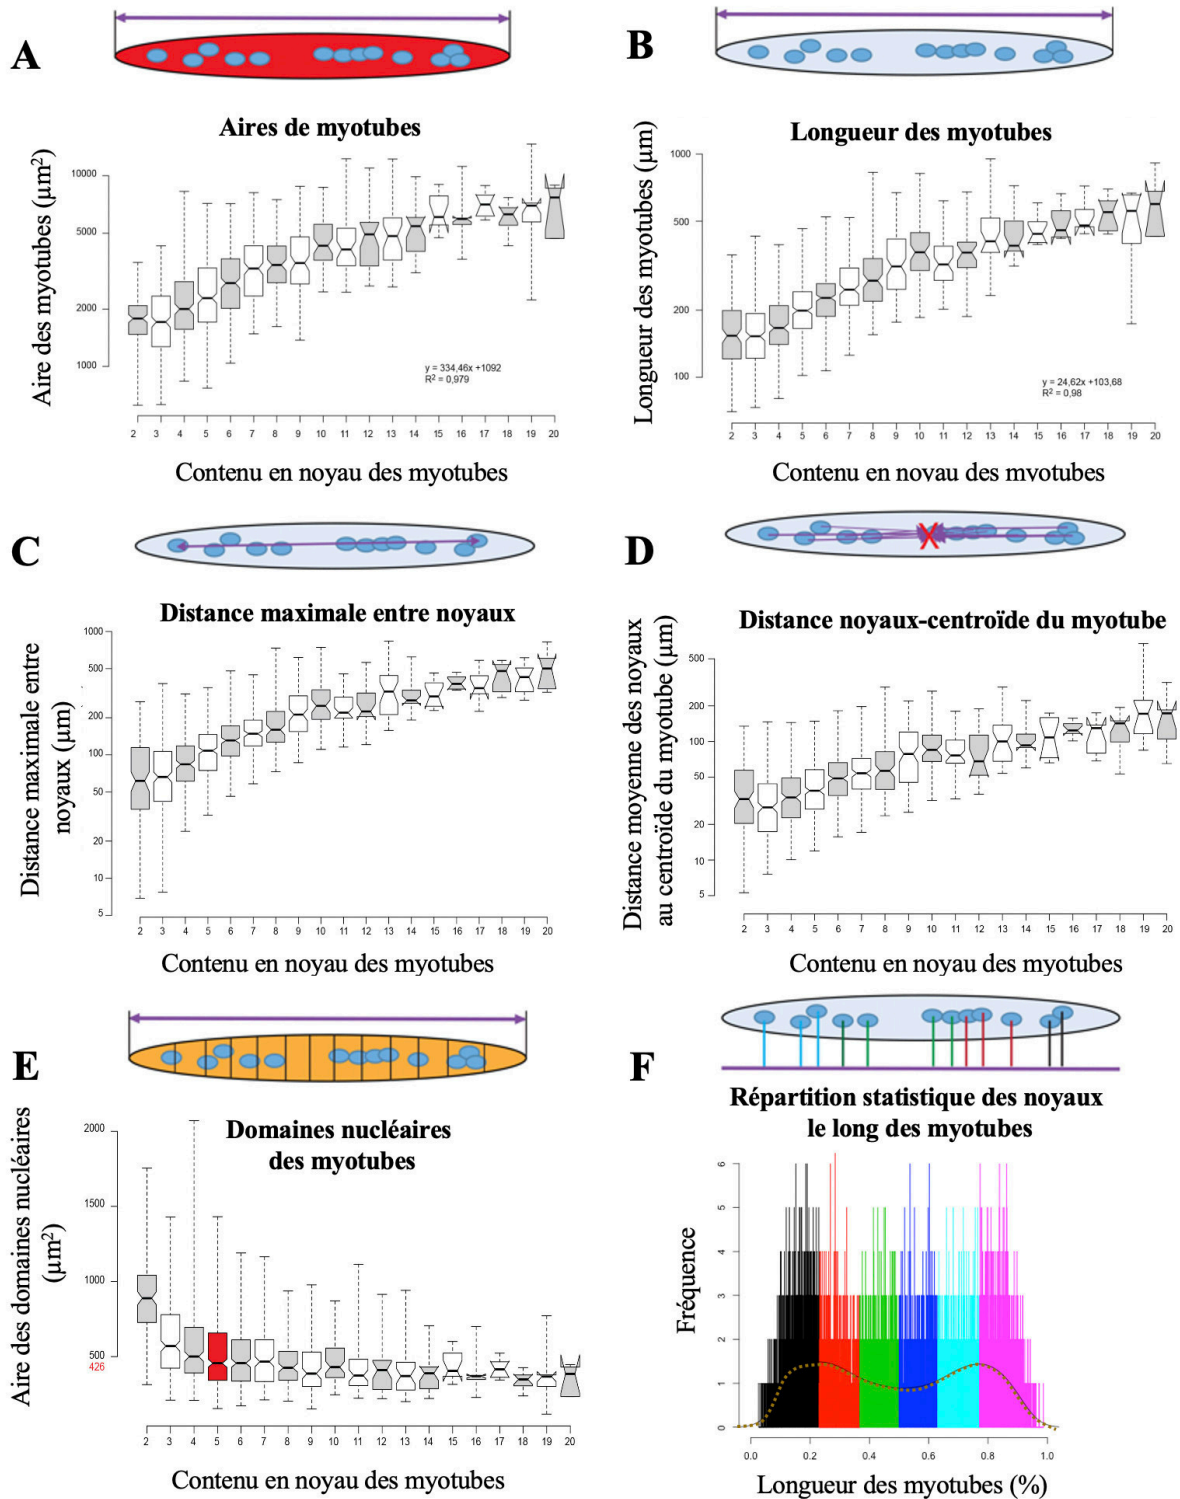 A
B
Aires de myotubes
Longueur des myotubes
Aire des myotubes (µm²)
10000
5000
2000
1000
y = 334,46x +1092
R² = 0,979
2 3 4 5 6 7 8 9 10 11 12 13 14 15 16 17 18 19 20
Contenu en noyau des myotubes
Longueur des myotubes (µm)
1000
500
200
100
y = 24,62x +103,68
R² = 0,98
2 3 4 5 6 7 8 9 10 11 12 13 14 15 16 17 18 19 20
Contenu en noyau des myotubes
C
D
X
Distance maximale entre noyaux
Distance noyaux-centroïde du myotube
Distance maximale entre
noyaux (µm)
1000
500
200
100
50
20
10
5
2 3 4 5 6 7 8 9 10 11 12 13 14 15 16 17 18 19 20
Contenu en noyau des myotubes
Distance moyenne des noyaux
au centroïde du myotube (µm)
500
200
100
50
20
10
5
2 3 4 5 6 7 8 9 10 11 12 13 14 15 16 17 18 19 20
Contenu en noyau des myotubes
E
F
Domaines nucléaires
des myotubes
Aire des domaines nucléaires
(µm²)
2000
1500
1000
500
426
2 3 4 5 6 7 8 9 10 11 12 13 14 15 16 17 18 19 20
Contenu en noyau des myotubes
Répartition statistique des noyaux
le long des myotubes
Fréquence
6
5
4
3
2
1
0
0.0 0.2 0.4 0.6 0.8 1.0
Longueur des myotubes (%)